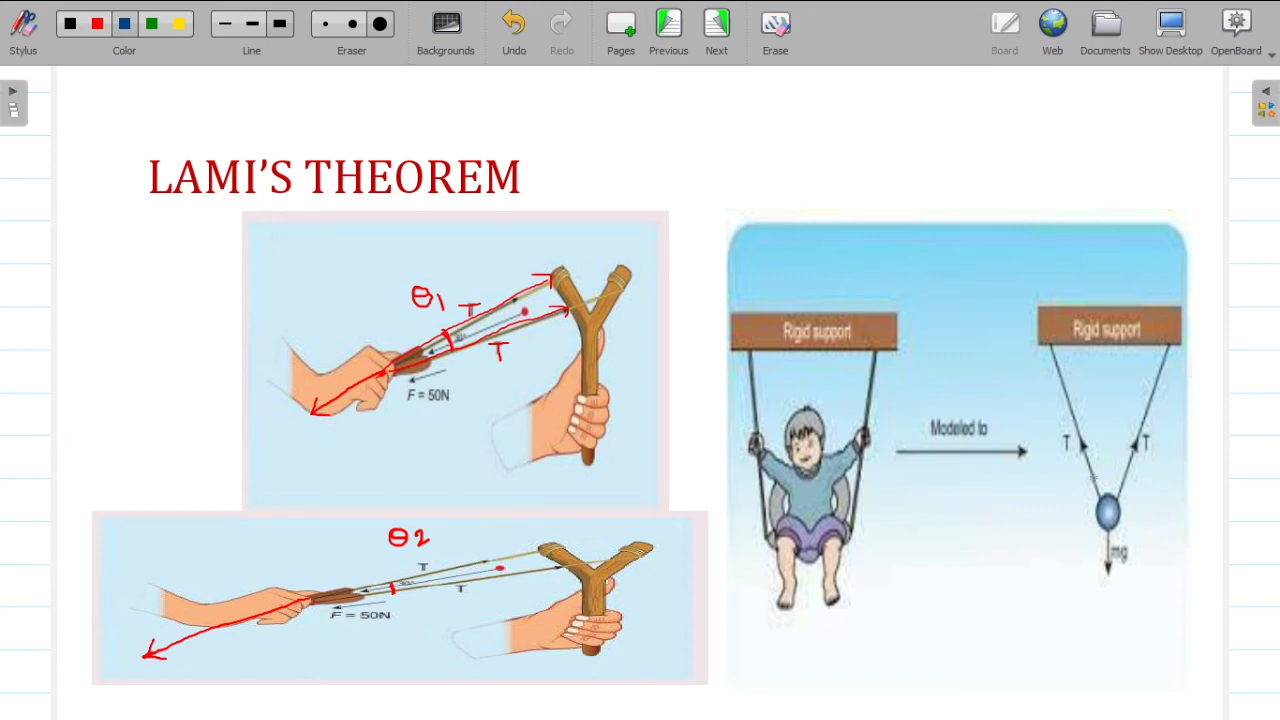 Stylus
Color
Line
Eraser
Backgrounds
Undo
Redo
Pages
Previous
Next
Erase
Board
Web
Documents
Show Desktop
OpenBoard
LAMI'S THEOREM
θ1
T
T
F = 50N
θ2
T
T
F = 50N
Rigid support
Modeled to
Rigid support
T
T
mg